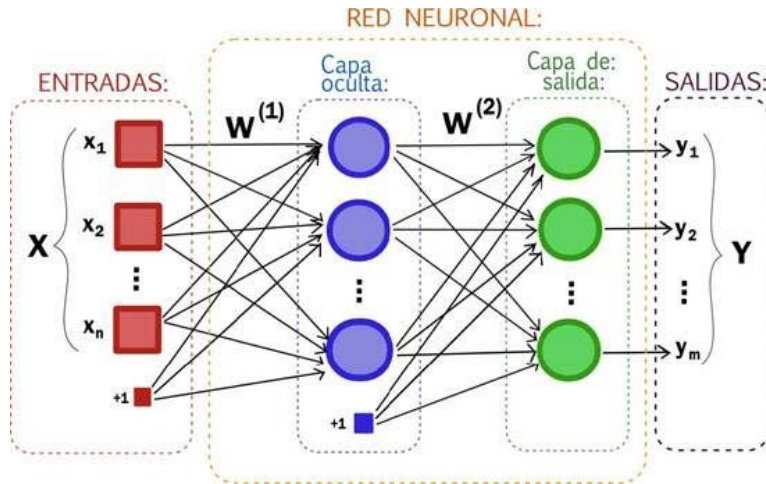 RED NEURONAL:
ENTRADAS:
Capa
oculta:
Capa de:
salida:
SALIDAS:
W(1)
W(2)
x1
y1
x2
y2
X
Y
⋮
⋮
⋮
⋮
xn
ym
+1
+1